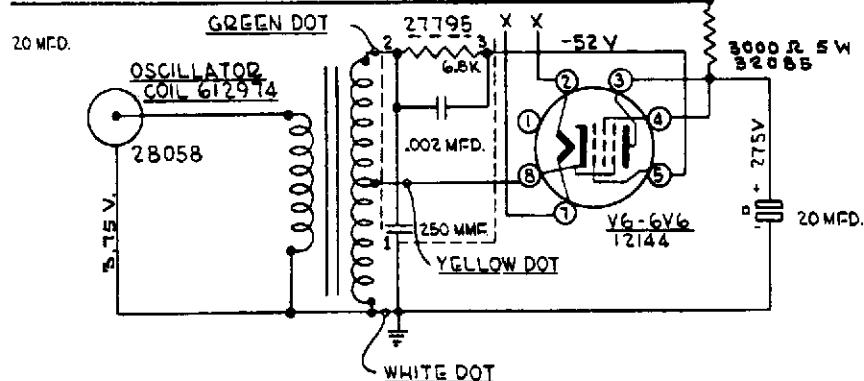 GREEN DOT
27795
X X
20 MFD.
2
3
-52 V
3000 Ω 5 W
32085
OSCILLATOR
COIL 612974
6.8K
2
3
1
4
28058
.002 MFD.
275V
8
5
+
3.75 V.
250 MMF
7
V6-6V6
12144
20 MFD.
1
YELLOW DOT
-
WHITE DOT